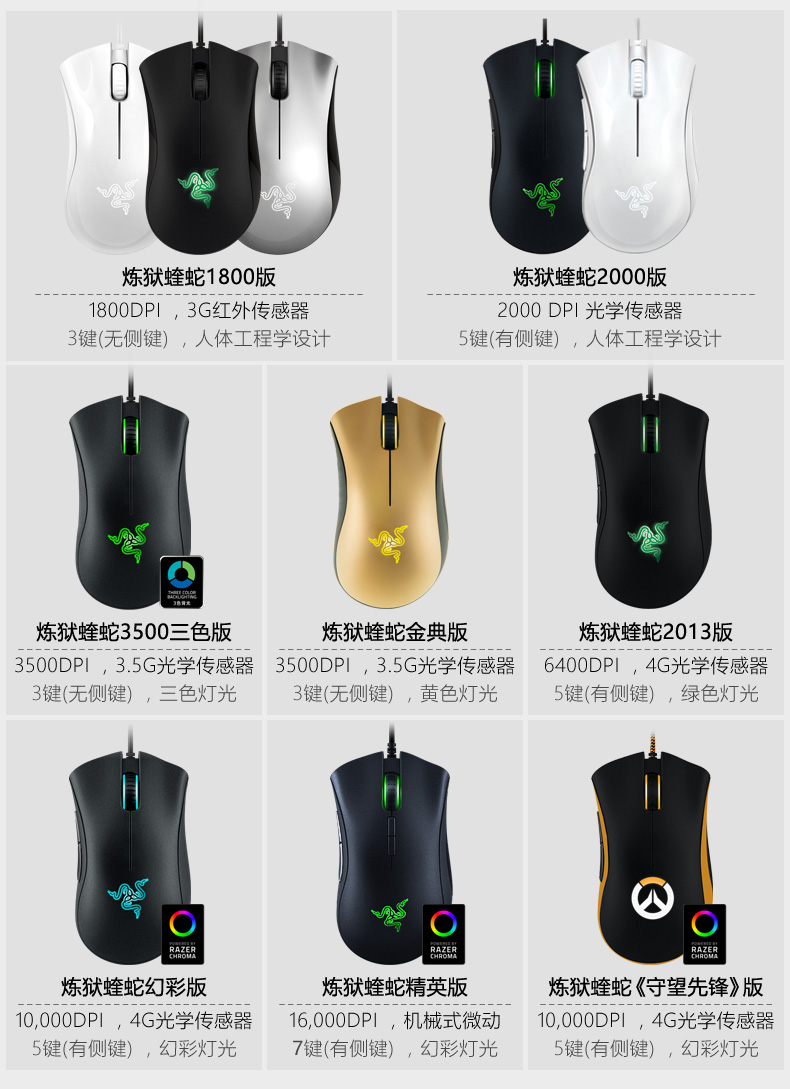 炼狱蝰蛇1800版
1800DPI ，3G红外传感器
3键(无侧键) ，人体工程学设计
炼狱蝰蛇2000版
2000 DPI 光学传感器
5键(有侧键) ，人体工程学设计
THREE COLOR
BACKLIGHTING
3色背光
炼狱蝰蛇3500三色版
3500DPI ，3.5G光学传感器
3键(无侧键) ，三色灯光
炼狱蝰蛇金典版
3500DPI ，3.5G光学传感器
3键(无侧键) ，黄色灯光
炼狱蝰蛇2013版
6400DPI ，4G光学传感器
5键(有侧键) ，绿色灯光
POWERED BY
RAZER
CHROMA
炼狱蝰蛇幻彩版
10,000DPI ，4G光学传感器
5键(有侧键) ，幻彩灯光
POWERED BY
RAZER
CHROMA
炼狱蝰蛇精英版
16,000DPI ，机械式微动
7键(有侧键) ，幻彩灯光
POWERED BY
RAZER
CHROMA
炼狱蝰蛇《守望先锋》版
10,000DPI ，4G光学传感器
5键(有侧键) ，幻彩灯光